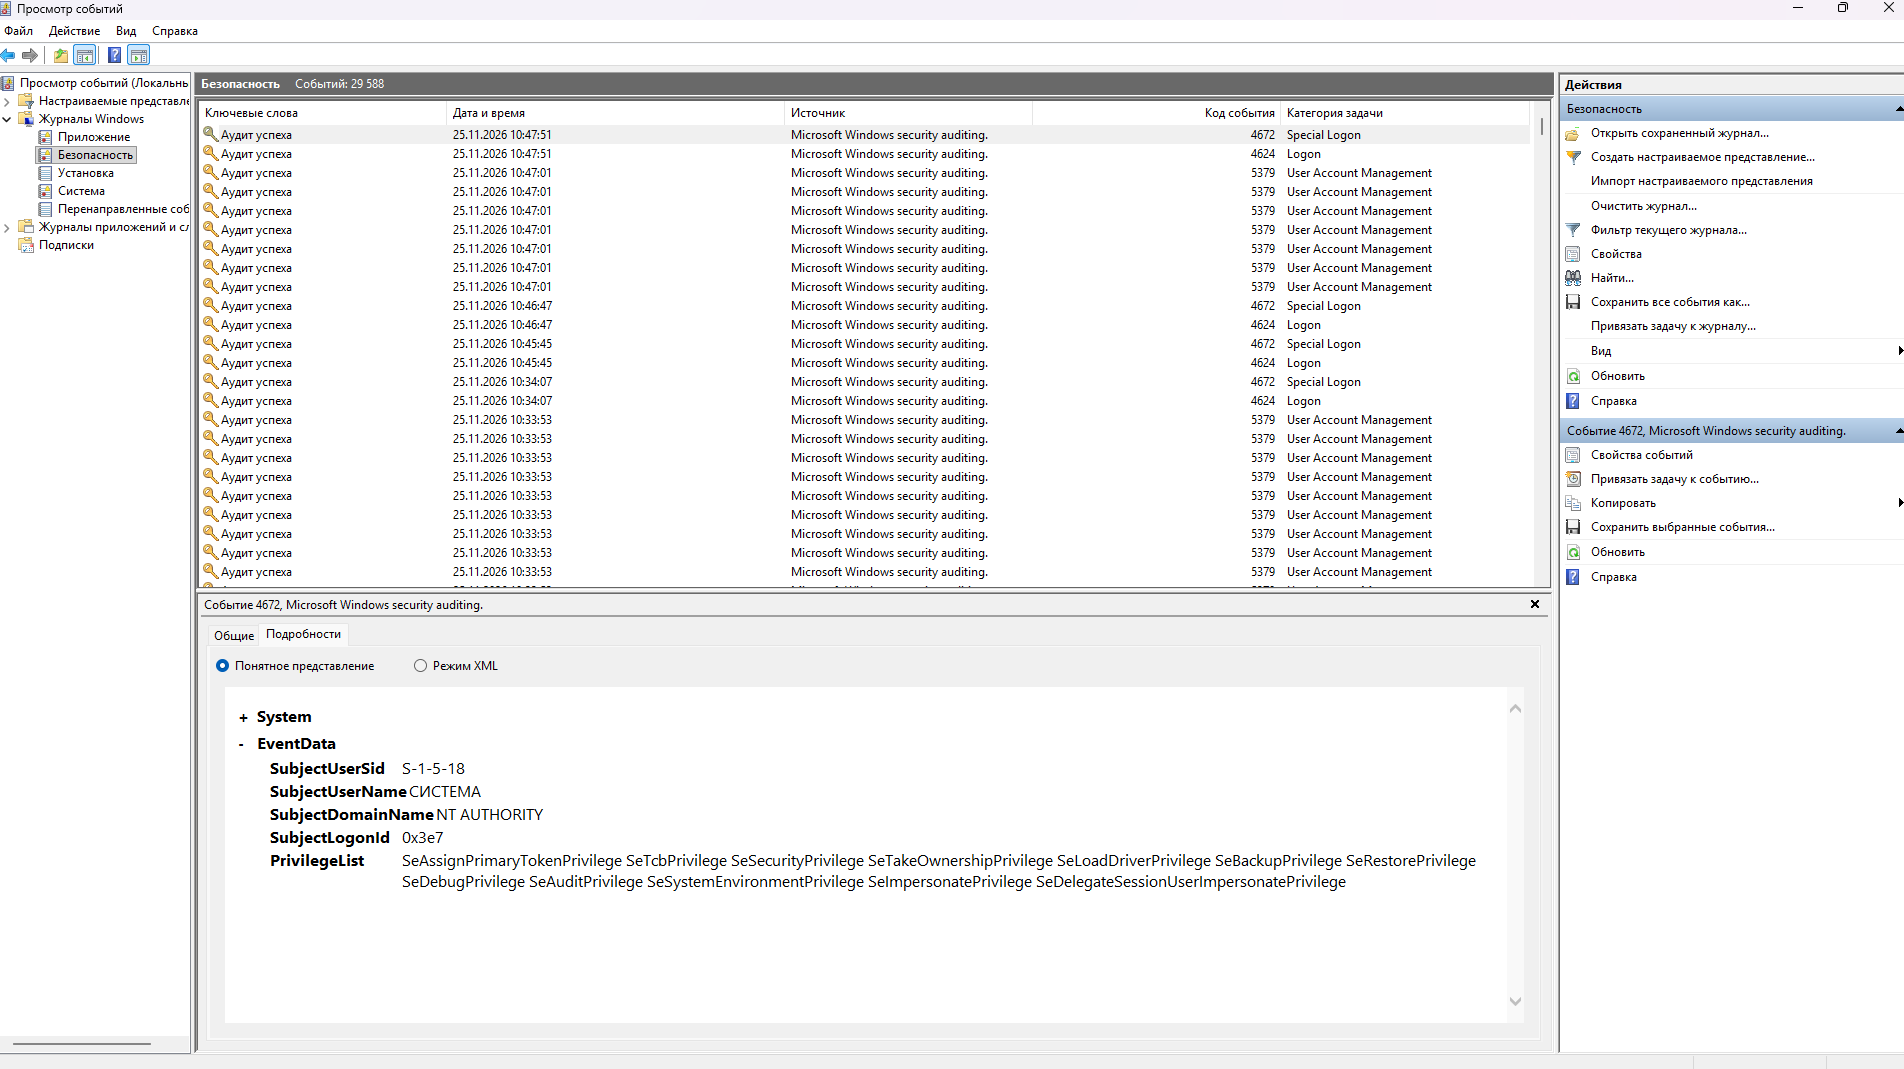 Просмотр событий
Файл Действие Вид Справка
Просмотр событий (Локальны
Настраиваемые представле
Журналы Windows
Приложение
Безопасность
Установка
Система
Перенаправленные соб
Журналы приложений и сл
Подписки
Безопасность Событий: 29 588
Ключевые слова Дата и время Источник Код события Категория задачи
Аудит успеха 25.11.2026 10:47:51 Microsoft Windows security auditing. 4672 Special Logon
Аудит успеха 25.11.2026 10:47:51 Microsoft Windows security auditing. 4624 Logon
Аудит успеха 25.11.2026 10:47:01 Microsoft Windows security auditing. 5379 User Account Management
Аудит успеха 25.11.2026 10:47:01 Microsoft Windows security auditing. 5379 User Account Management
Аудит успеха 25.11.2026 10:47:01 Microsoft Windows security auditing. 5379 User Account Management
Аудит успеха 25.11.2026 10:47:01 Microsoft Windows security auditing. 5379 User Account Management
Аудит успеха 25.11.2026 10:47:01 Microsoft Windows security auditing. 5379 User Account Management
Аудит успеха 25.11.2026 10:47:01 Microsoft Windows security auditing. 5379 User Account Management
Аудит успеха 25.11.2026 10:47:01 Microsoft Windows security auditing. 5379 User Account Management
Аудит успеха 25.11.2026 10:46:47 Microsoft Windows security auditing. 4672 Special Logon
Аудит успеха 25.11.2026 10:46:47 Microsoft Windows security auditing. 4624 Logon
Аудит успеха 25.11.2026 10:45:45 Microsoft Windows security auditing. 4672 Special Logon
Аудит успеха 25.11.2026 10:45:45 Microsoft Windows security auditing. 4624 Logon
Аудит успеха 25.11.2026 10:34:07 Microsoft Windows security auditing. 4672 Special Logon
Аудит успеха 25.11.2026 10:34:07 Microsoft Windows security auditing. 4624 Logon
Аудит успеха 25.11.2026 10:33:53 Microsoft Windows security auditing. 5379 User Account Management
Аудит успеха 25.11.2026 10:33:53 Microsoft Windows security auditing. 5379 User Account Management
Аудит успеха 25.11.2026 10:33:53 Microsoft Windows security auditing. 5379 User Account Management
Аудит успеха 25.11.2026 10:33:53 Microsoft Windows security auditing. 5379 User Account Management
Аудит успеха 25.11.2026 10:33:53 Microsoft Windows security auditing. 5379 User Account Management
Аудит успеха 25.11.2026 10:33:53 Microsoft Windows security auditing. 5379 User Account Management
Аудит успеха 25.11.2026 10:33:53 Microsoft Windows security auditing. 5379 User Account Management
Аудит успеха 25.11.2026 10:33:53 Microsoft Windows security auditing. 5379 User Account Management
Аудит успеха 25.11.2026 10:33:53 Microsoft Windows security auditing. 5379 User Account Management
Событие 4672, Microsoft Windows security auditing.
Общие Подробности
Понятное представление Режим XML
+ System
- EventData
SubjectUserSid S-1-5-18
SubjectUserName СИСТЕМА
SubjectDomainName NT AUTHORITY
SubjectLogonId 0x3e7
PrivilegeList SeAssignPrimaryTokenPrivilege SeTcbPrivilege SeSecurityPrivilege SeTakeOwnershipPrivilege SeLoadDriverPrivilege SeBackupPrivilege SeRestorePrivilege
SeDebugPrivilege SeAuditPrivilege SeSystemEnvironmentPrivilege SeImpersonatePrivilege SeDelegateSessionUserImpersonatePrivilege
Действия
Безопасность
Открыть сохраненный журнал...
Создать настраиваемое представление...
Импорт настраиваемого представления
Очистить журнал...
Фильтр текущего журнала...
Свойства
Найти...
Сохранить все события как...
Привязать задачу к журналу...
Вид
Обновить
Справка
Событие 4672, Microsoft Windows security auditing.
Свойства событий
Привязать задачу к событию...
Копировать
Сохранить выбранные события...
Обновить
Справка